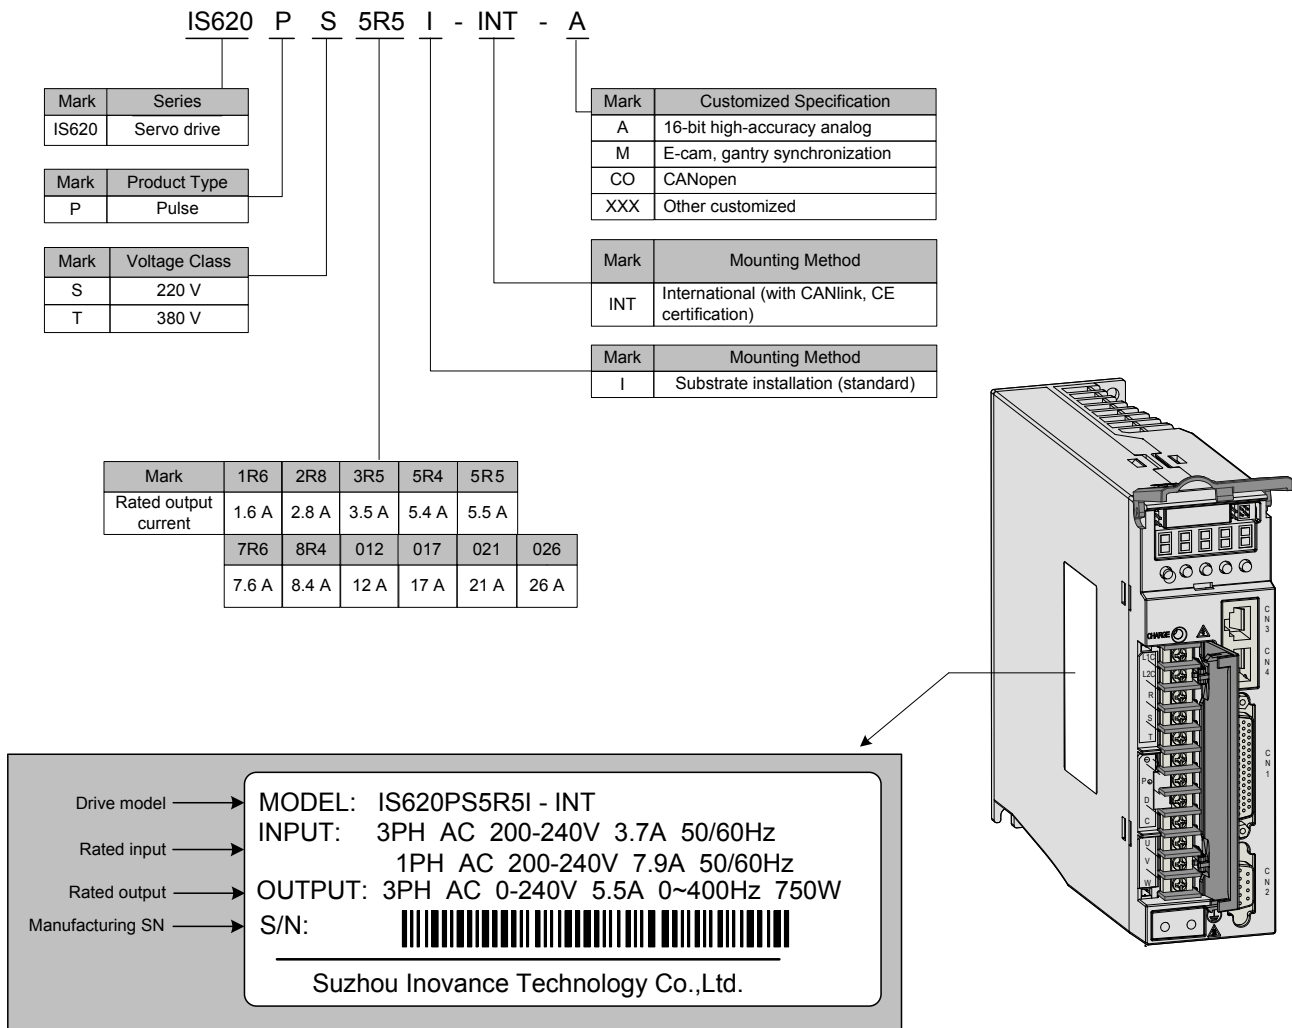 IS620 P S 5R5 I - INT - A
Mark Series
IS620 Servo drive
Mark Product Type
P Pulse
Mark Voltage Class
S 220 V
T 380 V
Mark Customized Specification
A 16-bit high-accuracy analog
M E-cam, gantry synchronization
CO CANopen
XXX Other customized
Mark Mounting Method
INT International (with CANlink, CE
certification)
Mark Mounting Method
I Substrate installation (standard)
Mark 1R6 2R8 3R5 5R4 5R5
Rated output
current
1.6 A 2.8 A 3.5 A 5.4 A 5.5 A
7R6 8R4 012 017 021 026
7.6 A 8.4 A 12 A 17 A 21 A 26 A
CHARGE
CN3
CN4
L1C
L2C
R
S
T
⊖
P⊕
D
C
U
V
W
CN1
CN2
Drive model
MODEL: IS620PS5R5I - INT
Rated input
INPUT: 3PH AC 200-240V 3.7A 50/60Hz
1PH AC 200-240V 7.9A 50/60Hz
Rated output
OUTPUT: 3PH AC 0-240V 5.5A 0~400Hz 750W
Manufacturing SN
S/N:
Suzhou Inovance Technology Co.,Ltd.